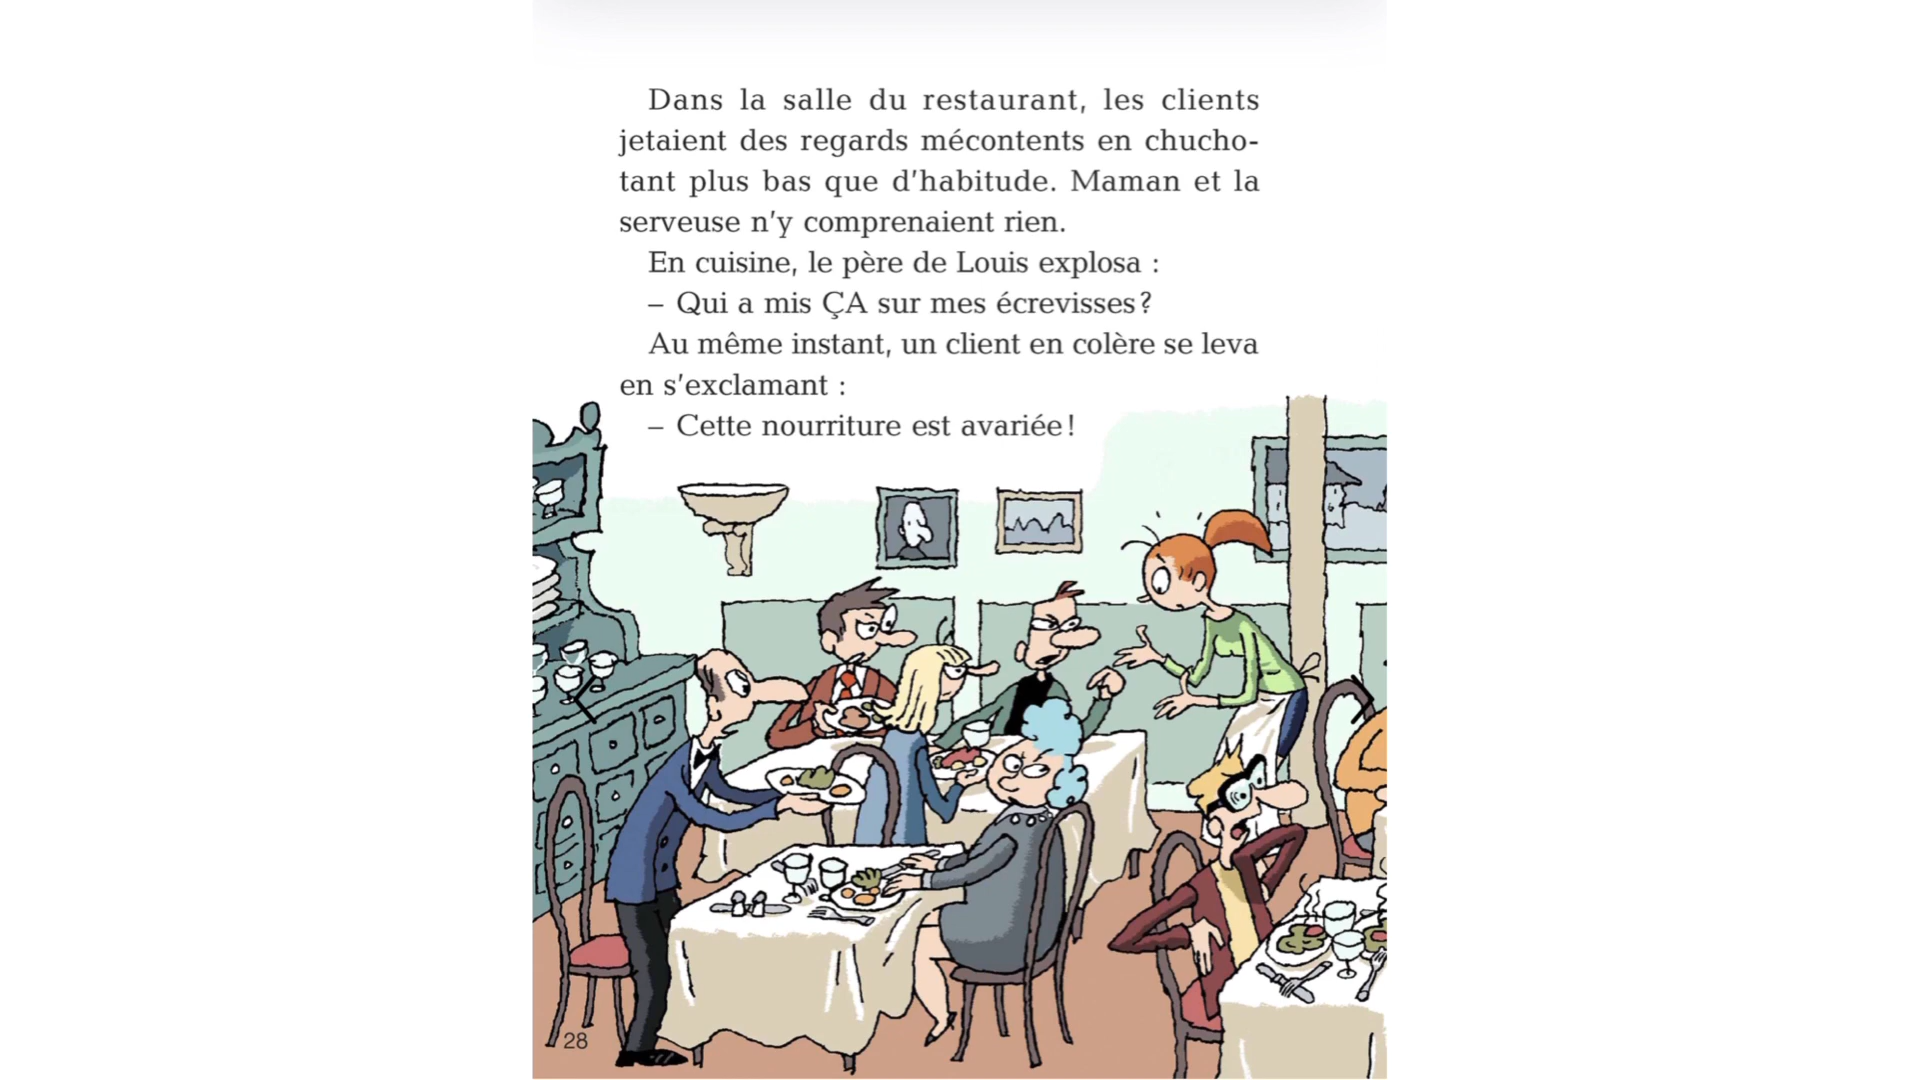 Dans la salle du restaurant, les clients
jetaient des regards mécontents en chucho-
tant plus bas que d'habitude. Maman et la
serveuse n'y comprenaient rien.
En cuisine, le père de Louis explosa :
– Qui a mis ÇA sur mes écrevisses ?
Au même instant, un client en colère se leva
en s'exclamant :
– Cette nourriture est avariée !
28